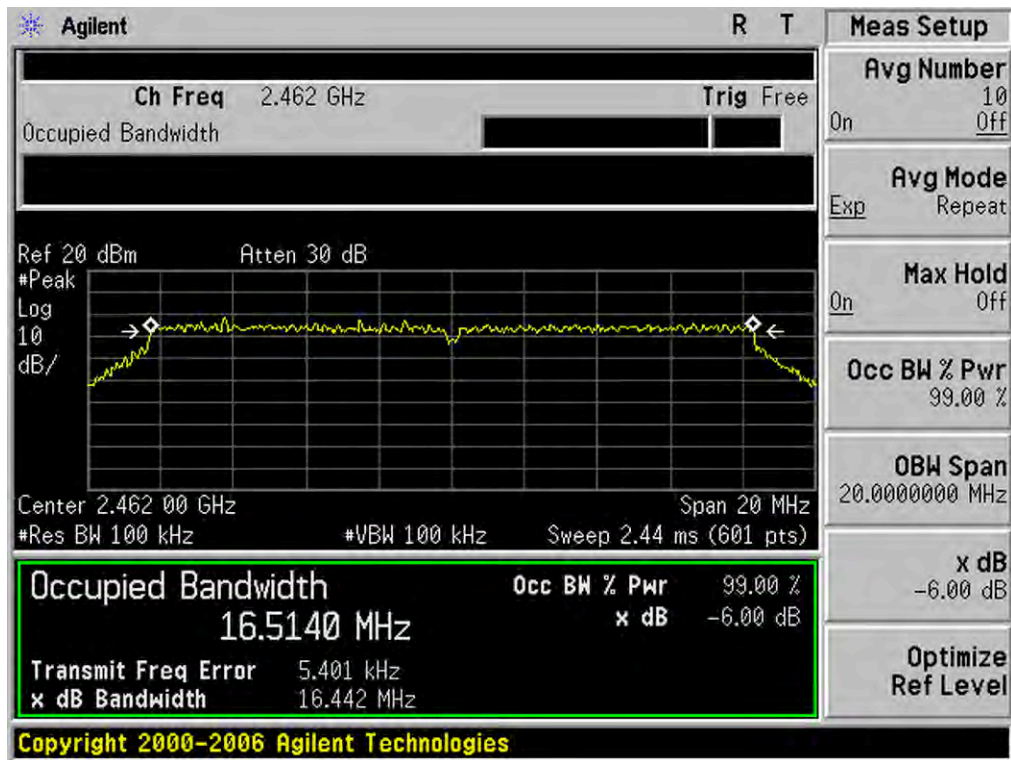 Agilent R T
Ch Freq 2.462 GHz Trig Free
Occupied Bandwidth
Ref 20 dBm Atten 30 dB
#Peak
Log
10
dB/
Center 2.462 00 GHz Span 20 MHz
#Res BW 100 kHz #VBW 100 kHz Sweep 2.44 ms (601 pts)
Occupied Bandwidth Occ BW % Pwr 99.00 %
16.5140 MHz x dB -6.00 dB
Transmit Freq Error 5.401 kHz
x dB Bandwidth 16.442 MHz
Copyright 2000-2006 Agilent Technologies
Meas Setup
Avg Number
10
On Off
Avg Mode
Exp Repeat
Max Hold
On Off
Occ BW % Pwr
99.00 %
OBW Span
20.0000000 MHz
x dB
-6.00 dB
Optimize
Ref Level